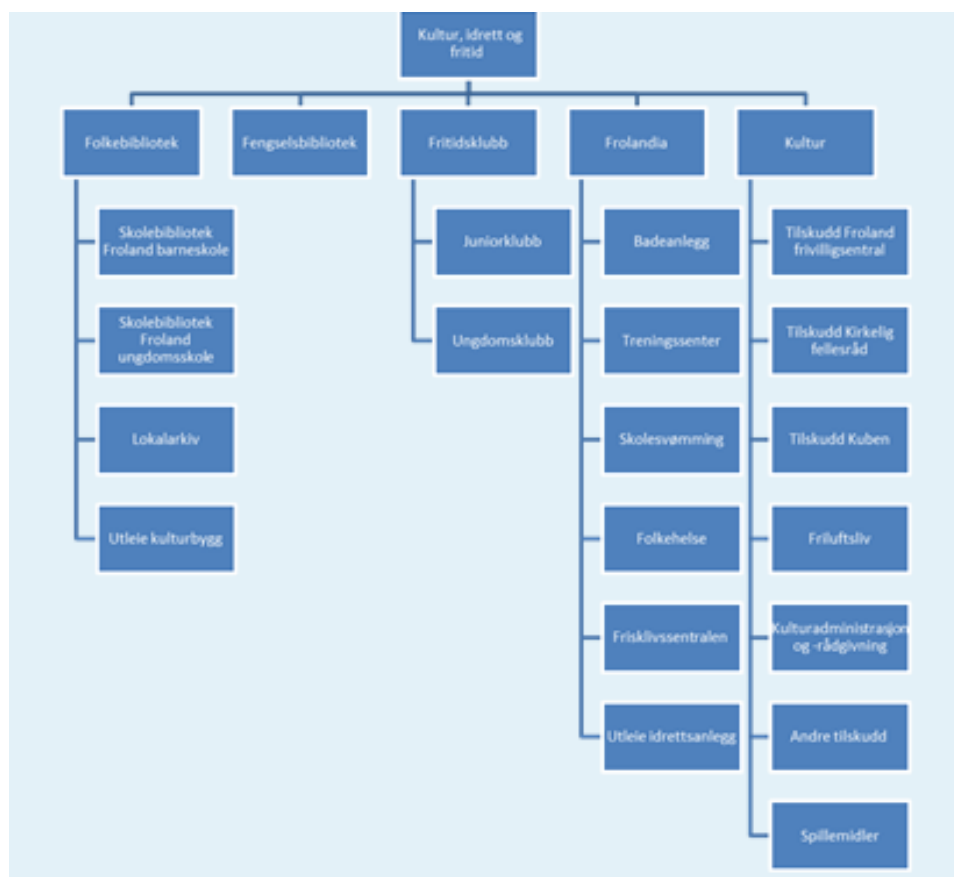 Kultur, idrett og
fritid
Folkebibliotek
Fengselsbibliotek
Fritidsklubb
Frolandia
Kultur
Skolebibliotek
Froland barneskole
Skolebibliotek
Froland
ungdomsskole
Lokalarkiv
Utleie kulturbygg
Juniorklubb
Ungdomsklubb
Badeanlegg
Treningssenter
Skolesvømming
Folkehelse
Frisklivssentralen
Utleie idrettsanlegg
Tilskudd Froland
frivilligsentral
Tilskudd Kirkelig
fellesråd
Tilskudd Kuben
Friluftsliv
Kulturadministrasjon
og -rådgivning
Andre tilskudd
Spillemidler